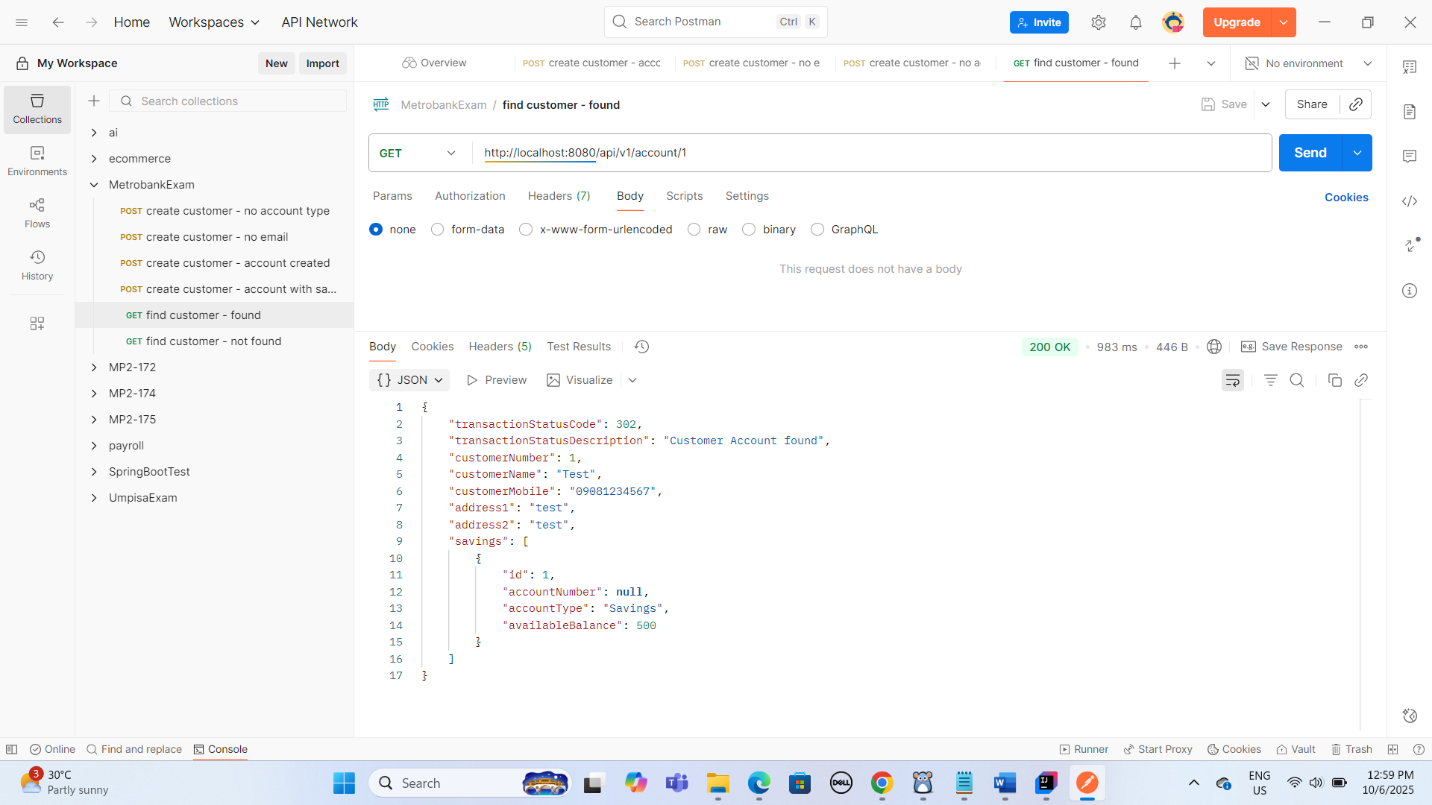 Home
Workspaces
API Network
Search Postman
Ctrl K
Invite
Upgrade
My Workspace
New
Import
Overview
POST create customer - acco
POST create customer - no e
POST create customer - no a
GET find customer - found
No environment
Collections
Environments
Flows
History
Search collections
ai
ecommerce
MetrobankExam
POST create customer - no account type
POST create customer - no email
POST create customer - account created
POST create customer - account with sa...
GET find customer - found
GET find customer - not found
MP2-172
MP2-174
MP2-175
payroll
SpringBootTest
UmpisaExam
HTTP MetrobankExam / find customer - found
Save
Share
GET
http://localhost:8080/api/v1/account/1
Send
Params
Authorization
Headers (7)
Body
Scripts
Settings
Cookies
none
form-data
x-www-form-urlencoded
raw
binary
GraphQL
This request does not have a body
Body
Cookies
Headers (5)
Test Results
200 OK
983 ms
446 B
e.g. Save Response
{} JSON
Preview
Visualize
1 {
2 "transactionStatusCode": 302,
3 "transactionStatusDescription": "Customer Account found",
4 "customerNumber": 1,
5 "customerName": "Test",
6 "customerMobile": "09081234567",
7 "address1": "test",
8 "address2": "test",
9 "savings": [
10 {
11 "id": 1,
12 "accountNumber": null,
13 "accountType": "Savings",
14 "availableBalance": 500
15 }
16 ]
17 }
Online
Find and replace
Console
Runner
Start Proxy
Cookies
Vault
Trash
3
30°C
Partly sunny
Search
DELL
ENG
US
12:59 PM
10/6/2025